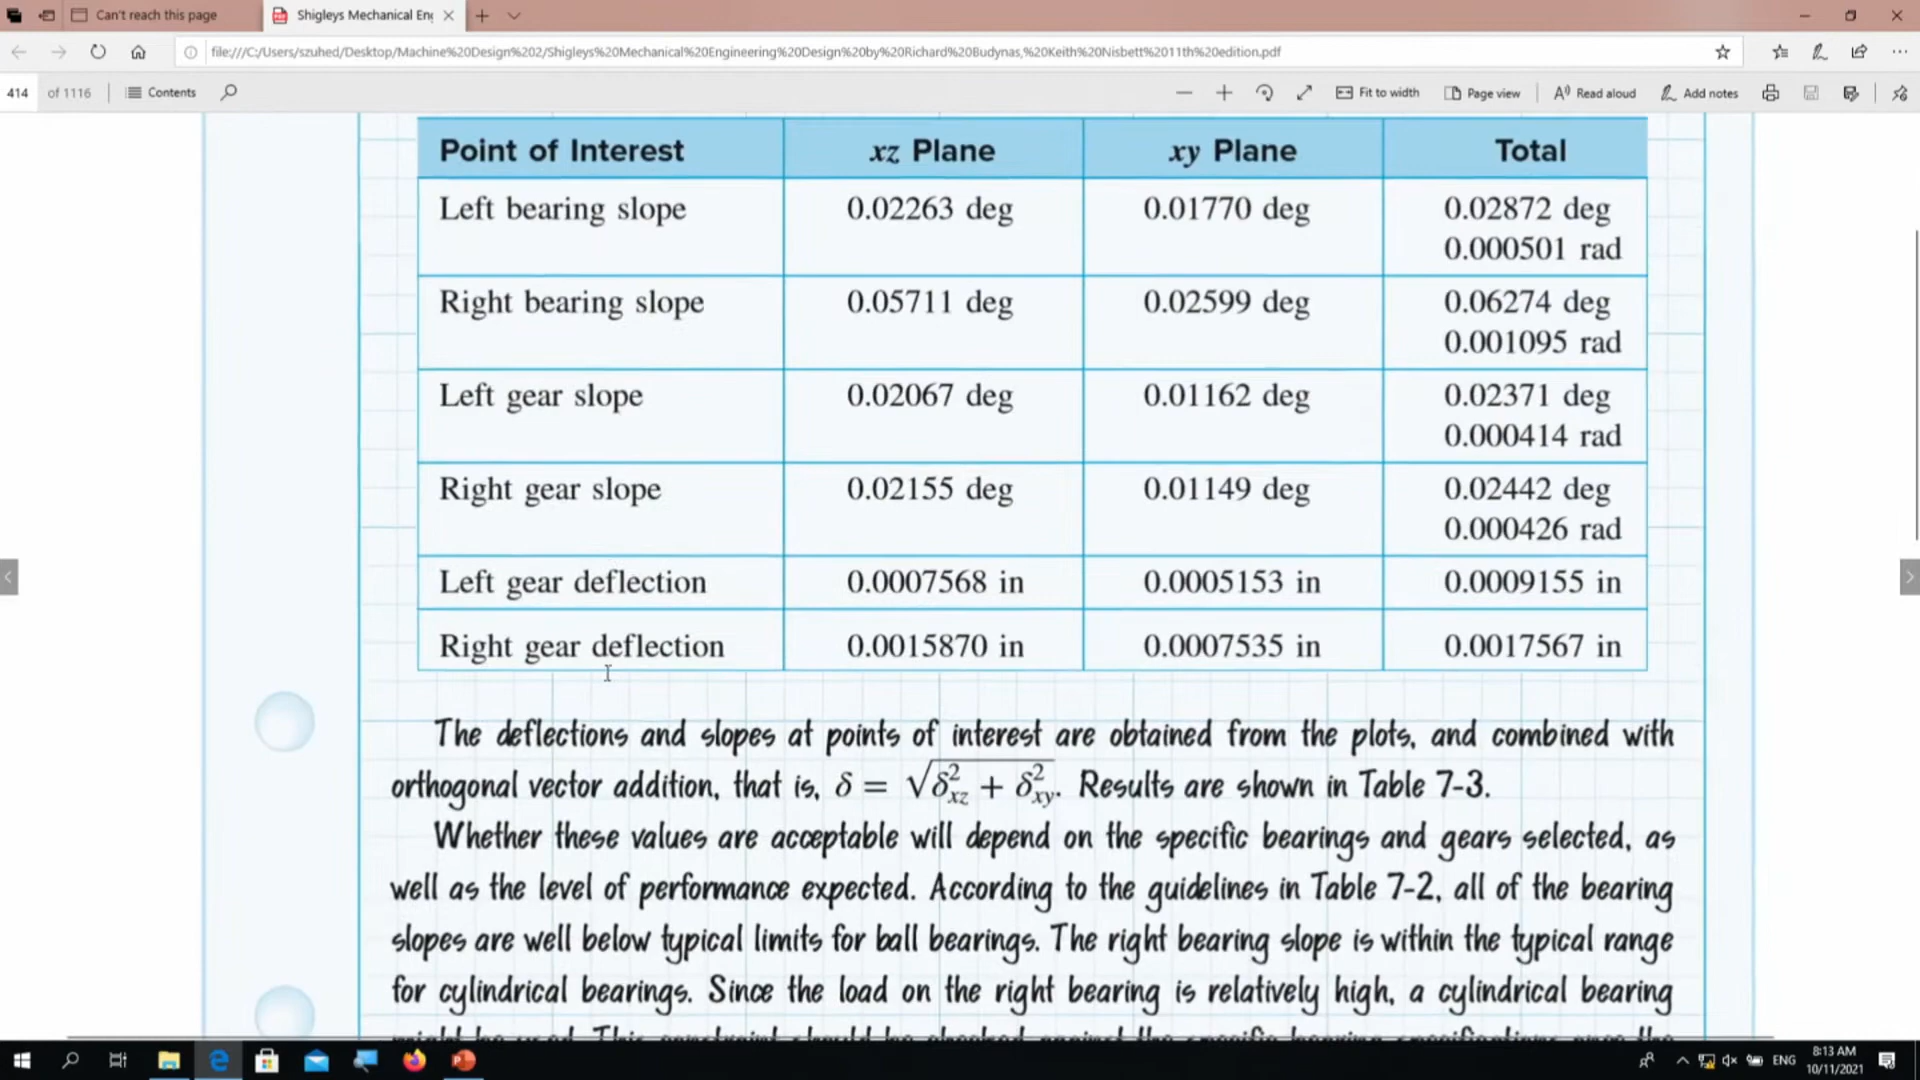 Can't reach this page
Shigleys Mechanical Eng
file:///C:/Users/szuhed/Desktop/Machine%20Design%202/Shigleys%20Mechanical%20Engineering%20Design%20by%20Richard%20Budynas,%20Keith%20Nisbett%2011th%20edition.pdf
414 of 1116 Contents Fit to width Page view Read aloud Add notes
Point of Interest xz Plane xy Plane Total
Left bearing slope 0.02263 deg 0.01770 deg 0.02872 deg
0.000501 rad
Right bearing slope 0.05711 deg 0.02599 deg 0.06274 deg
0.001095 rad
Left gear slope 0.02067 deg 0.01162 deg 0.02371 deg
0.000414 rad
Right gear slope 0.02155 deg 0.01149 deg 0.02442 deg
0.000426 rad
Left gear deflection 0.0007568 in 0.0005153 in 0.0009155 in
Right gear deflection 0.0015870 in 0.0007535 in 0.0017567 in
The deflections and slopes at points of interest are obtained from the plots, and combined with
orthogonal vector addition, that is, δ = √δ²xz + δ²xy. Results are shown in Table 7-3.
Whether these values are acceptable will depend on the specific bearings and gears selected, as
well as the level of performance expected. According to the guidelines in Table 7-2, all of the bearing
slopes are well below typical limits for ball bearings. The right bearing slope is within the typical range
for cylindrical bearings. Since the load on the right bearing is relatively high, a cylindrical bearing
ENG
8:13 AM
10/11/2021